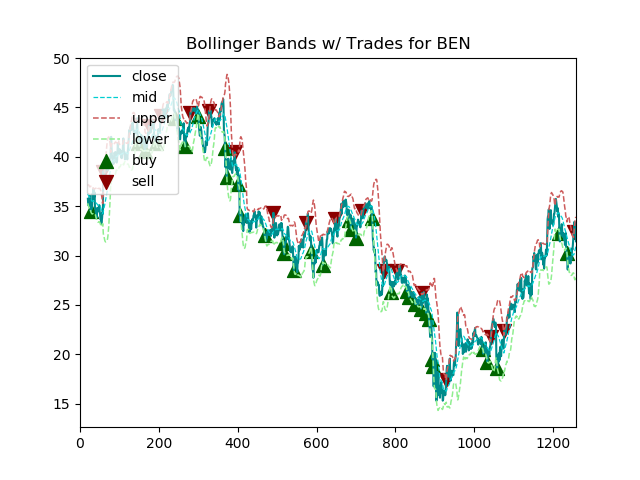 Bollinger Bands w/ Trades for BEN
close
mid
upper
lower
buy
sell
50
45
40
35
30
25
20
15
0 200 400 600 800 1000 1200